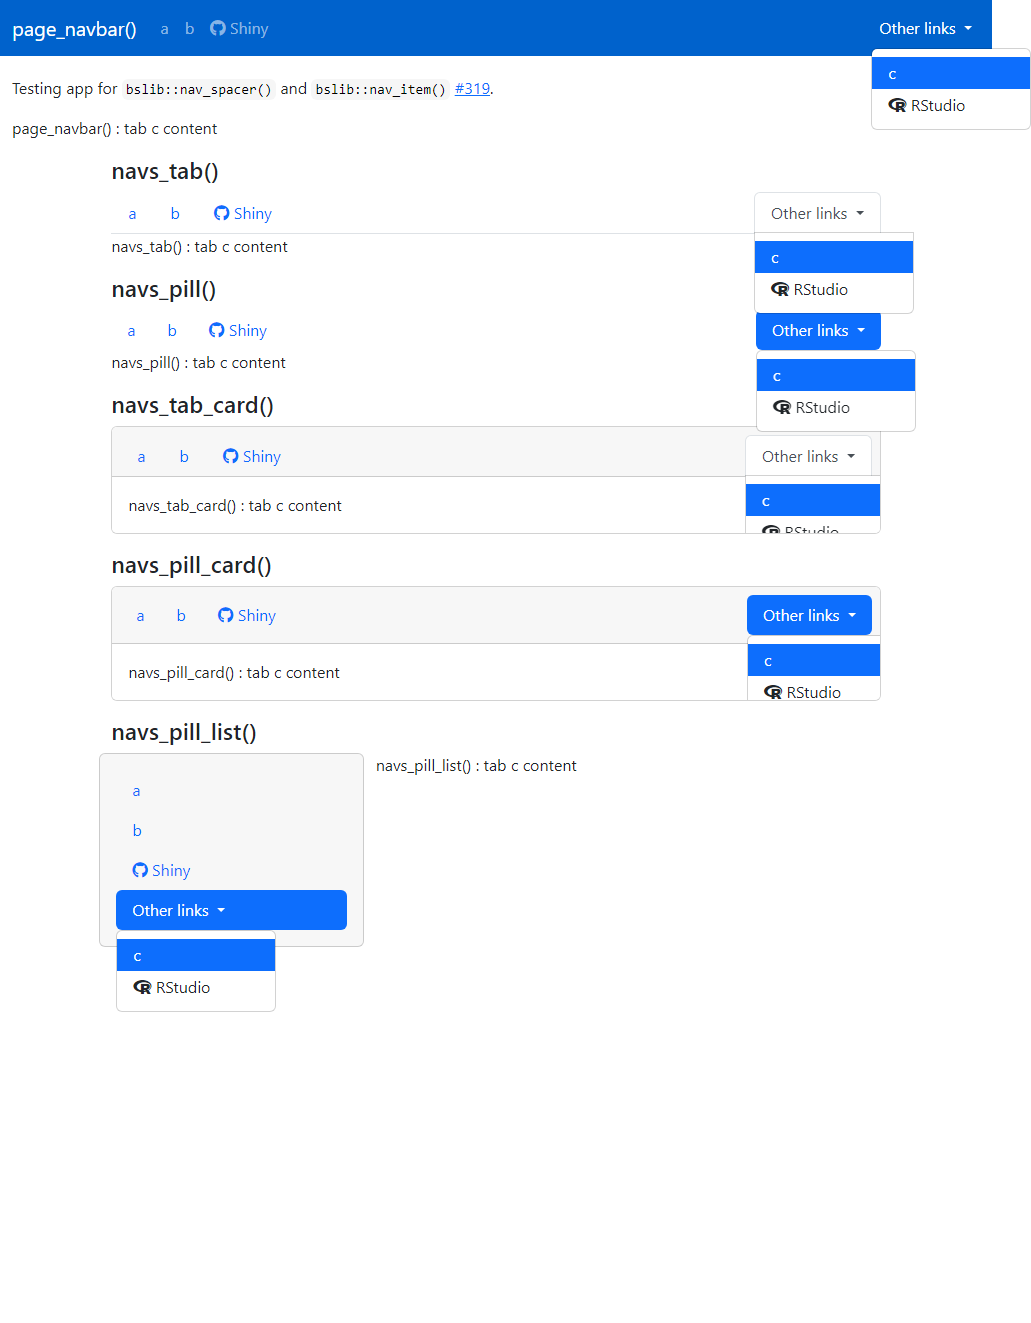 page_navbar() a b Shiny Other links
c
RStudio
Testing app for bslib::nav_spacer() and bslib::nav_item() #319.
page_navbar() : tab c content
navs_tab()
a b Shiny Other links
navs_tab() : tab c content
c
RStudio
navs_pill()
a b Shiny Other links
navs_pill() : tab c content
c
RStudio
navs_tab_card()
a b Shiny Other links
navs_tab_card() : tab c content
c
RStudio
navs_pill_card()
a b Shiny Other links
navs_pill_card() : tab c content
c
RStudio
navs_pill_list()
navs_pill_list() : tab c content
a
b
Shiny
Other links
c
RStudio